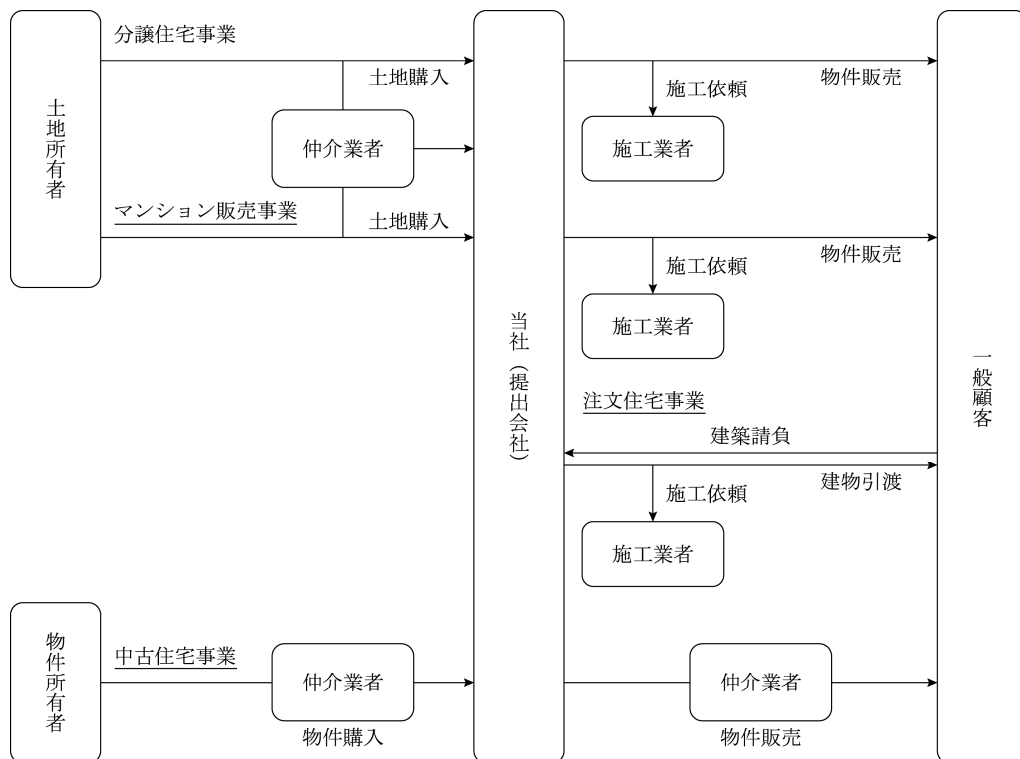 分譲住宅事業
土地購入
土地所有者
仲介業者
マンション販売事業
土地購入
当社（提出会社）
物件販売
施工依頼
施工業者
物件販売
施工依頼
施工業者
注文住宅事業
建築請負
建物引渡
施工依頼
施工業者
一般顧客
物件所有者
中古住宅事業
仲介業者
物件購入
仲介業者
物件販売